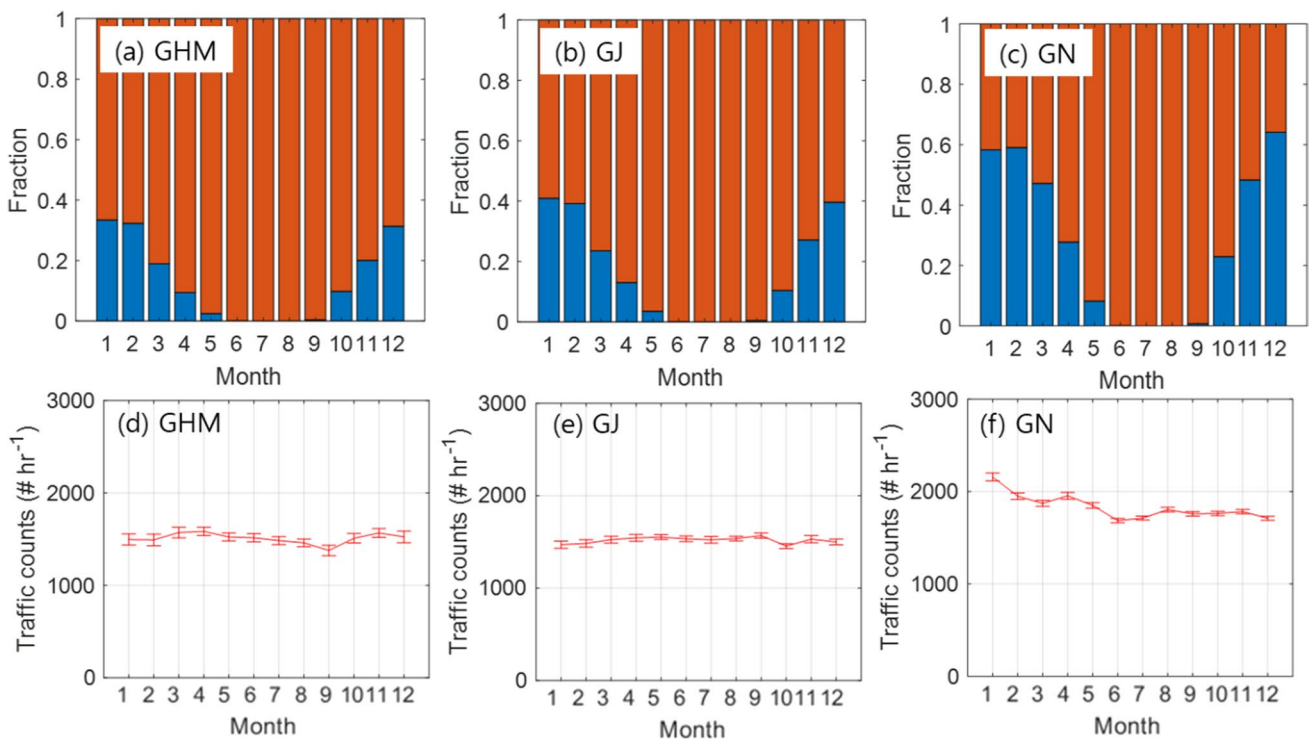 (a) GHM
1
0.8
0.6
0.4
0.2
0
Fraction
1 2 3 4 5 6 7 8 9 10 11 12
Month
(b) GJ
1
0.8
0.6
0.4
0.2
0
Fraction
1 2 3 4 5 6 7 8 9 10 11 12
Month
(c) GN
1
0.8
0.6
0.4
0.2
0
Fraction
1 2 3 4 5 6 7 8 9 10 11 12
Month
(d) GHM
3000
2000
1000
0
Traffic counts (# hr-1)
1 2 3 4 5 6 7 8 9 10 11 12
Month
(e) GJ
3000
2000
1000
0
Traffic counts (# hr-1)
1 2 3 4 5 6 7 8 9 10 11 12
Month
(f) GN
3000
2000
1000
0
Traffic counts (# hr-1)
1 2 3 4 5 6 7 8 9 10 11 12
Month